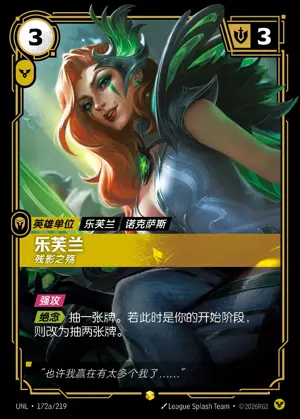 3
3
英雄单位 乐芙兰 诺克萨斯
乐芙兰
残影之殇
强攻
绝念 抽一张牌。若此时是你的开始阶段，
则改为抽两张牌。
"也许我赢在有太多个我了……"
UNL • 172a/219
League Splash Team • ©2026RGI